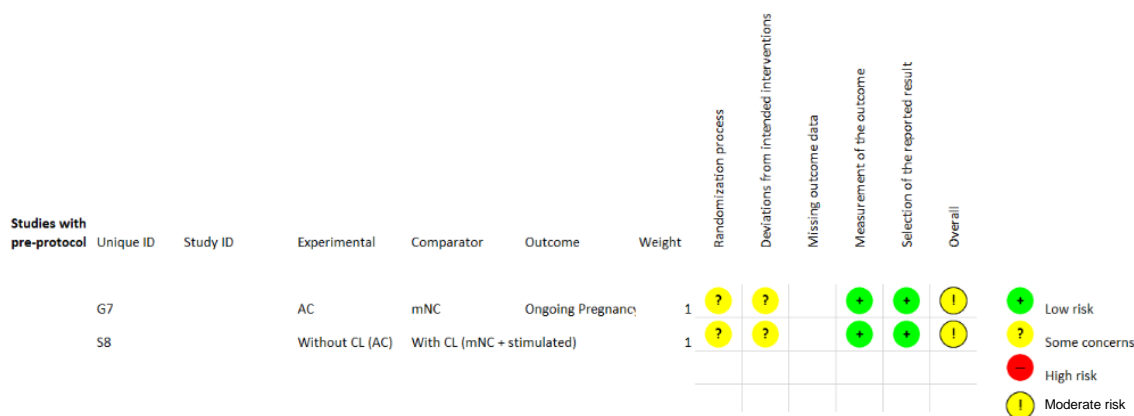 Studies with
pre-protocol Unique ID Study ID Experimental Comparator Outcome Weight Randomization process Deviations from intended interventions Missing outcome data Measurement of the outcome Selection of the reported result Overall
G7 AC mNC Ongoing Pregnancy 1 ? ? + + ! + Low risk
S8 Without CL (AC) With CL (mNC + stimulated) 1 ? ? + + ! ? Some concerns
− High risk
! Moderate risk